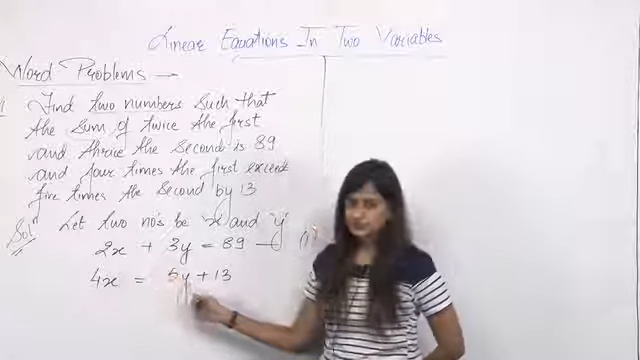 Linear Equations In Two Variables
Word Problems —
Find two numbers such that
the sum of twice the first
and thrice the second is 89
and four times the first exceeds
five times the second by 13
Solⁿ Let two no's be 'x' and 'y'
2x + 3y = 89 — (1)
4x = 5y + 13